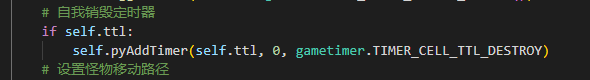 # 自我销毁定时器
if self.ttl:
self.pyAddTimer(self.ttl, 0, gametimer.TIMER_CELL_TTL_DESTROY)
# 设置怪物移动路径